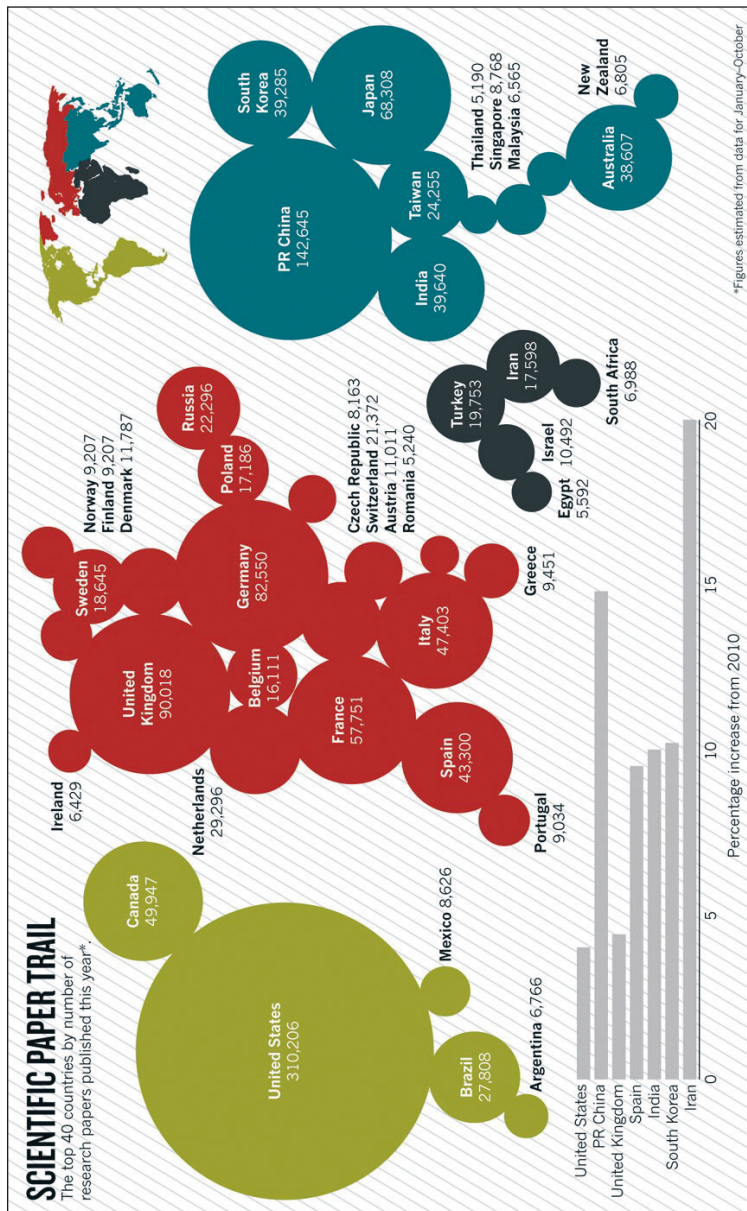 SCIENTIFIC PAPER TRAIL
The top 40 countries by number of
research papers published this year*.
Canada
49,947
United States
310,206
Mexico 8,626
Brazil
27,808
Argentina 6,766
Ireland
6,429
United
Kingdom
90,018
Netherlands
29,296
Sweden
18,645
Norway 9,207
Finland 9,207
Denmark 11,787
Belgium
16,111
Germany
82,550
Poland
17,186
Russia
22,296
France
57,751
Czech Republic 8,163
Switzerland 21,372
Austria 11,011
Romania 5,240
Italy
47,403
Spain
43,300
Portugal
9,034
Greece
9,451
Turkey
19,753
Iran
17,598
Israel
10,492
Egypt
5,592
South Africa
6,988
South
Korea
39,285
PR China
142,645
Japan
68,308
Taiwan
24,255
India
39,640
Thailand 5,190
Singapore 8,768
Malaysia 6,565
Australia
38,607
New
Zealand
6,805
United States
PR China
United Kingdom
Spain
India
South Korea
Iran
0
5
10
15
20
Percentage increase from 2010
*Figures estimated from data for January–October